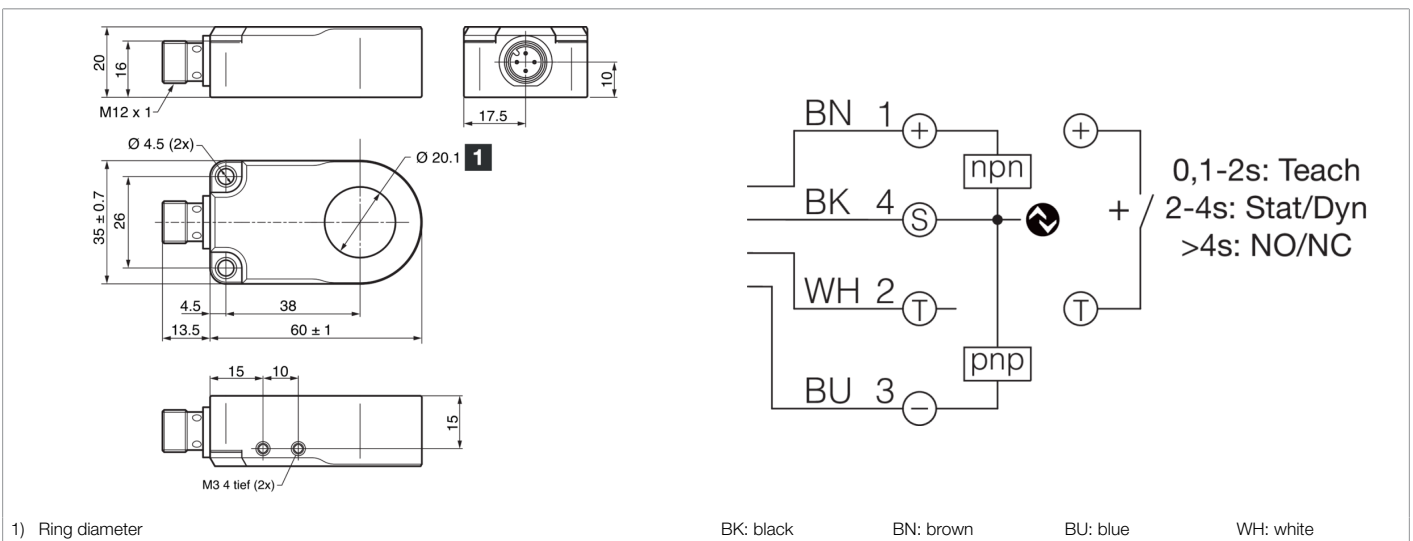 20
16
M12 x 1
17.5
10
Ø 4.5 (2x)
Ø 20.1 1
35 ± 0.7
26
4.5
38
13.5
60 ± 1
15
10
15
M3 4 tief (2x)
BN 1 +
npn
BK 4 S
WH 2 T
pnp
BU 3 −
+
+
T
0,1-2s: Teach
2-4s: Stat/Dyn
>4s: NO/NC
1) Ring diameter
BK: black BN: brown BU: blue WH: white